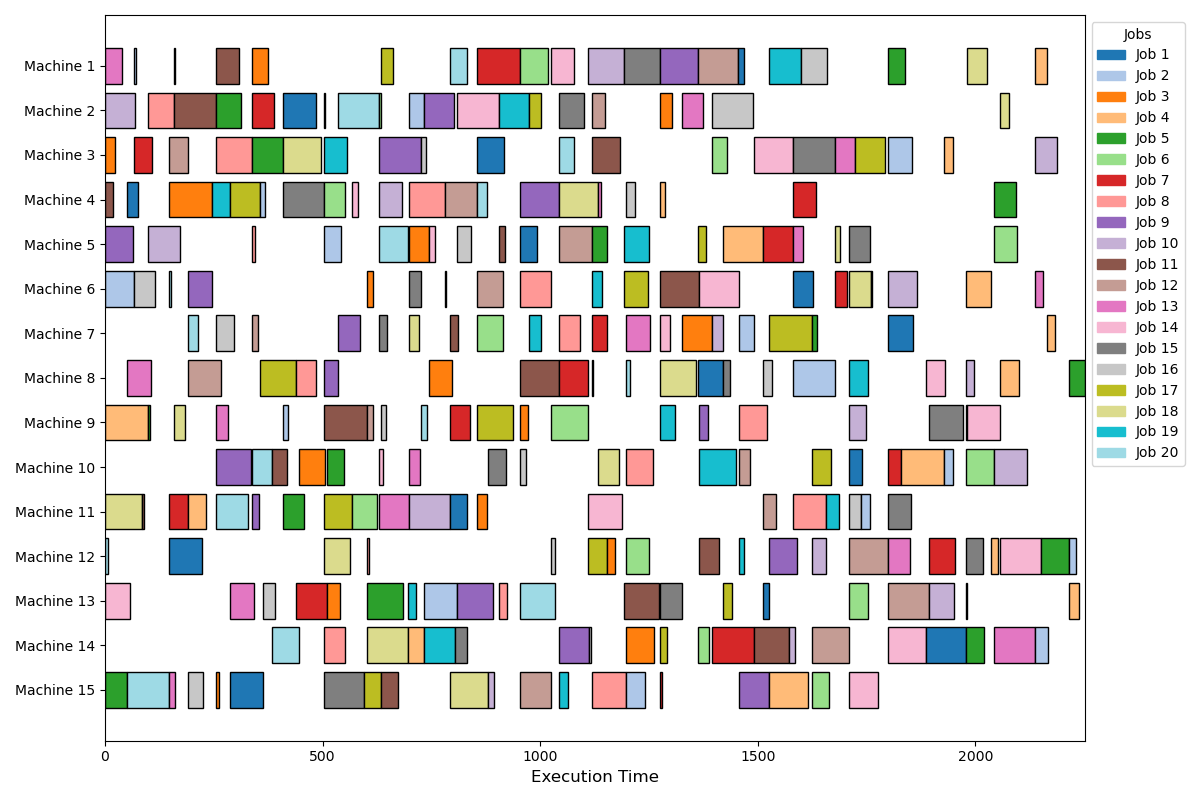 Machine 1
Machine 2
Machine 3
Machine 4
Machine 5
Machine 6
Machine 7
Machine 8
Machine 9
Machine 10
Machine 11
Machine 12
Machine 13
Machine 14
Machine 15
0
500
1000
1500
2000
Execution Time
Jobs
Job 1
Job 2
Job 3
Job 4
Job 5
Job 6
Job 7
Job 8
Job 9
Job 10
Job 11
Job 12
Job 13
Job 14
Job 15
Job 16
Job 17
Job 18
Job 19
Job 20